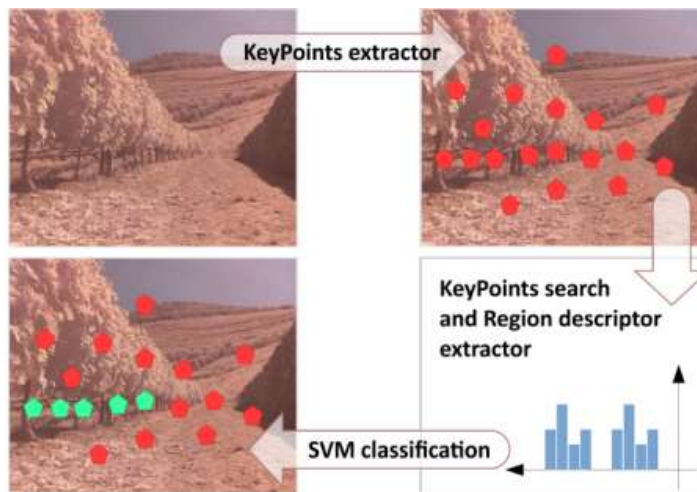 KeyPoints extractor
KeyPoints search
and Region descriptor
extractor
SVM classification